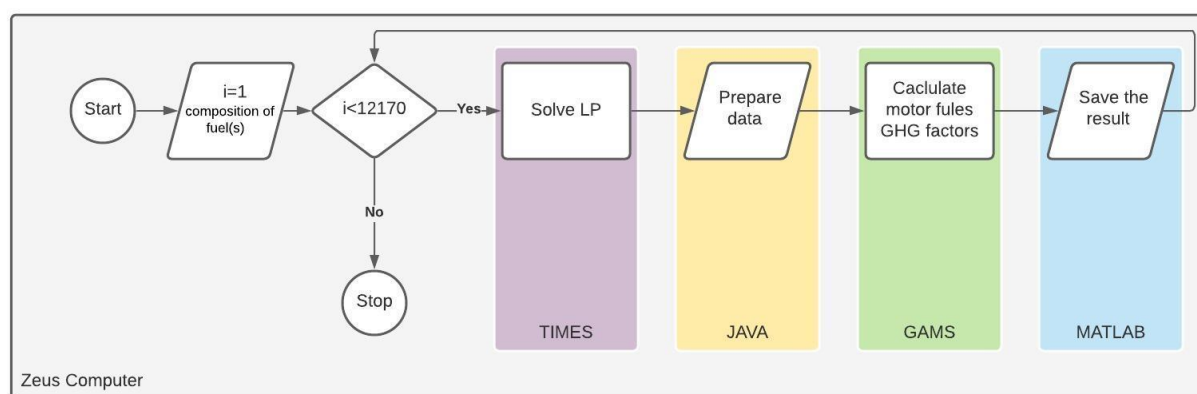 Start
i=1
composition of
fuel(s)
i<12170
Yes
No
Stop
Solve LP
Prepare
data
Caclulate
motor fules
GHG factors
Save the
result
TIMES
JAVA
GAMS
MATLAB
Zeus Computer